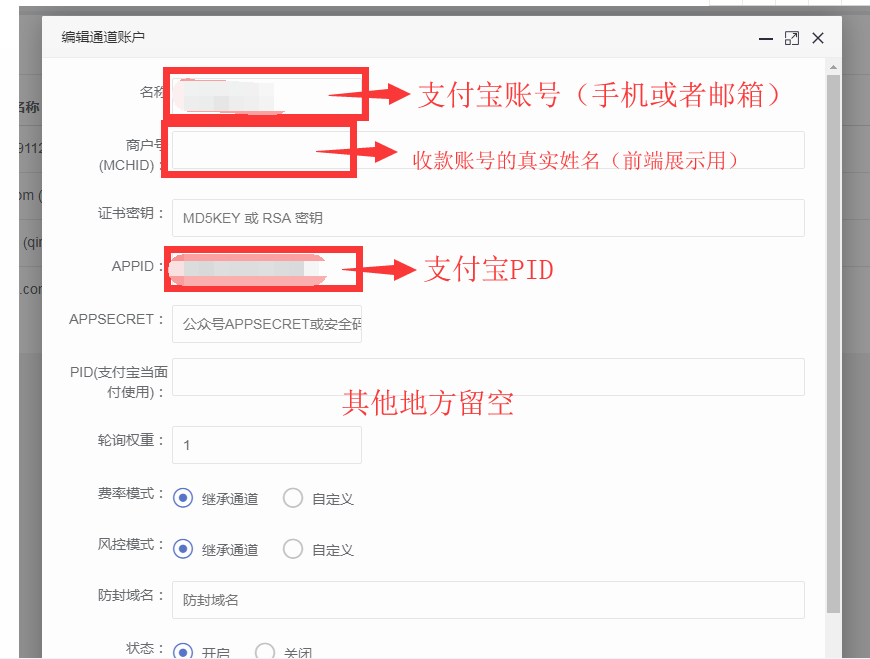 编辑通道账户
名称
名称
支付宝账号（手机或者邮箱）
9112
商户号
(MCHID)：
收款账号的真实姓名（前端展示用）
om (
证书密钥：
MD5KEY 或 RSA 密钥
(qin
APPID：
支付宝PID
.com
APPSECRET：
公众号APPSECRET或安全码
PID(支付宝当面
付使用)：
其他地方留空
轮询权重：
1
费率模式：
继承通道
自定义
风控模式：
继承通道
自定义
防封域名：
防封域名
状态：
开启
关闭